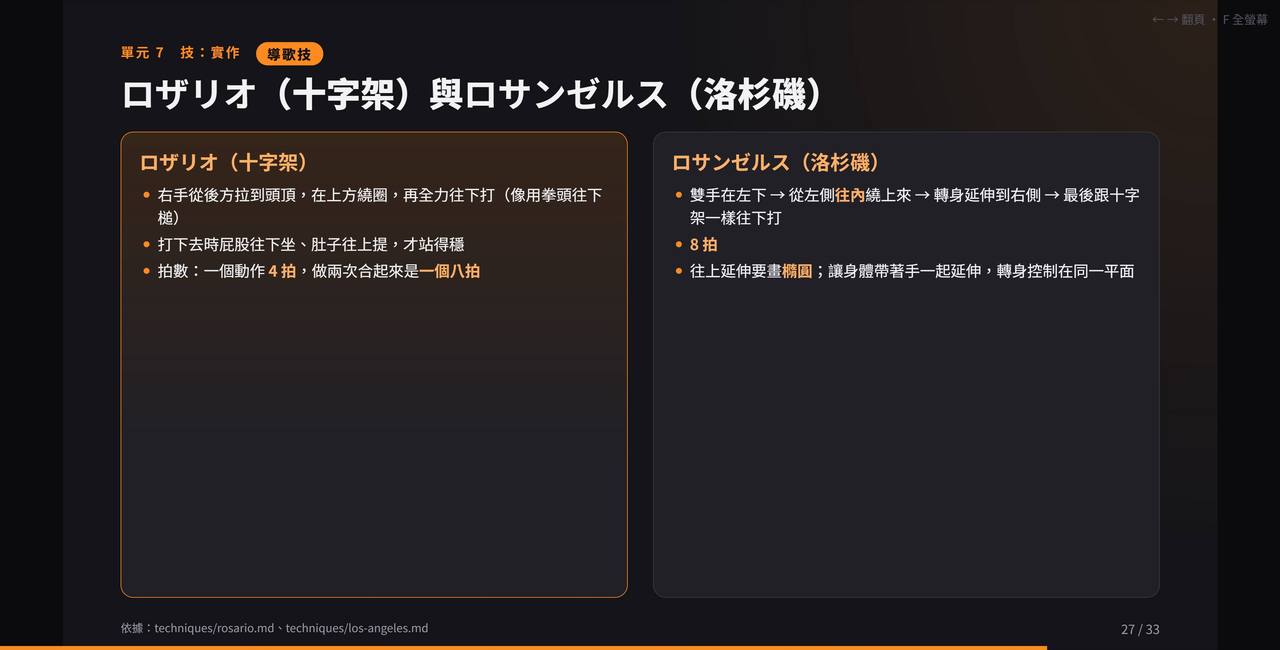 ← → 翻頁 · F 全螢幕
單元 7 技：實作 導歌技
ロザリオ（十字架）與ロサンゼルス（洛杉磯）
ロザリオ（十字架）
• 右手從後方拉到頭頂，在上方繞圈，再全力往下打（像用拳頭往下
槌）
• 打下去時屁股往下坐、肚子往上提，才站得穩
• 拍數：一個動作 4 拍，做兩次合起來是一個八拍
ロサンゼルス（洛杉磯）
• 雙手在左下 → 從左側往內繞上來 → 轉身延伸到右側 → 最後跟十字
架一樣往下打
• 8 拍
• 往上延伸要畫橢圓；讓身體帶著手一起延伸，轉身控制在同一平面
依據：techniques/rosario.md、techniques/los-angeles.md
27 / 33